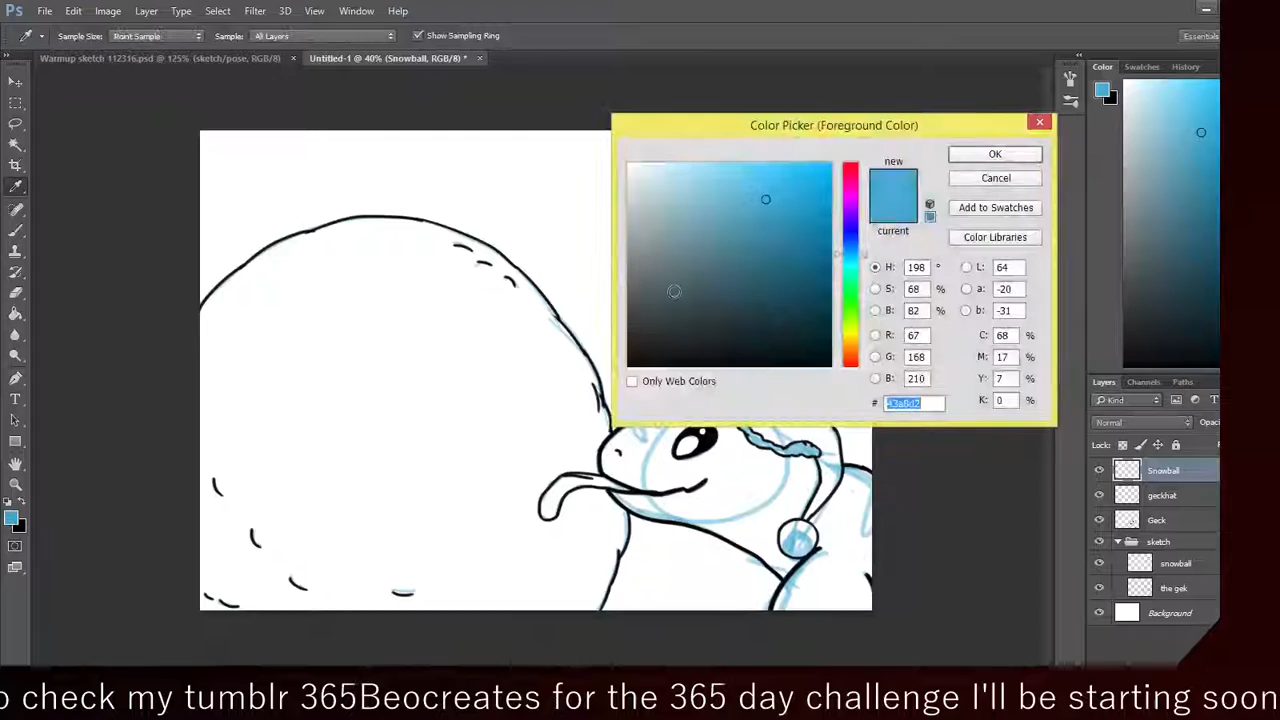 Ps File Edit Image Layer Type Select Filter 3D View Window Help
Sample Size: Point Sample Sample: All Layers Show Sampling Ring Essentials
Warmup sketch 112316.psd @ 125% (sketch/pose, RGB/8) × Untitled-1 @ 40% (Snowball, RGB/8) * ×
Color Swatches History
Color Picker (Foreground Color)
new
current
OK
Cancel
Add to Swatches
Color Libraries
H: 198 ° L: 64
S: 68 % a: -20
B: 82 % b: -31
R: 67 C: 68 %
G: 168 M: 17 %
B: 210 Y: 7 %
# 43a8d2 K: 0 %
Only Web Colors
Layers Channels Paths
Kind
Normal
Lock:
Snowball
geckhat
Geck
sketch
snowball
the gek
Background
o check my tumblr 365Beocreates for the 365 day challenge I'll be starting soon